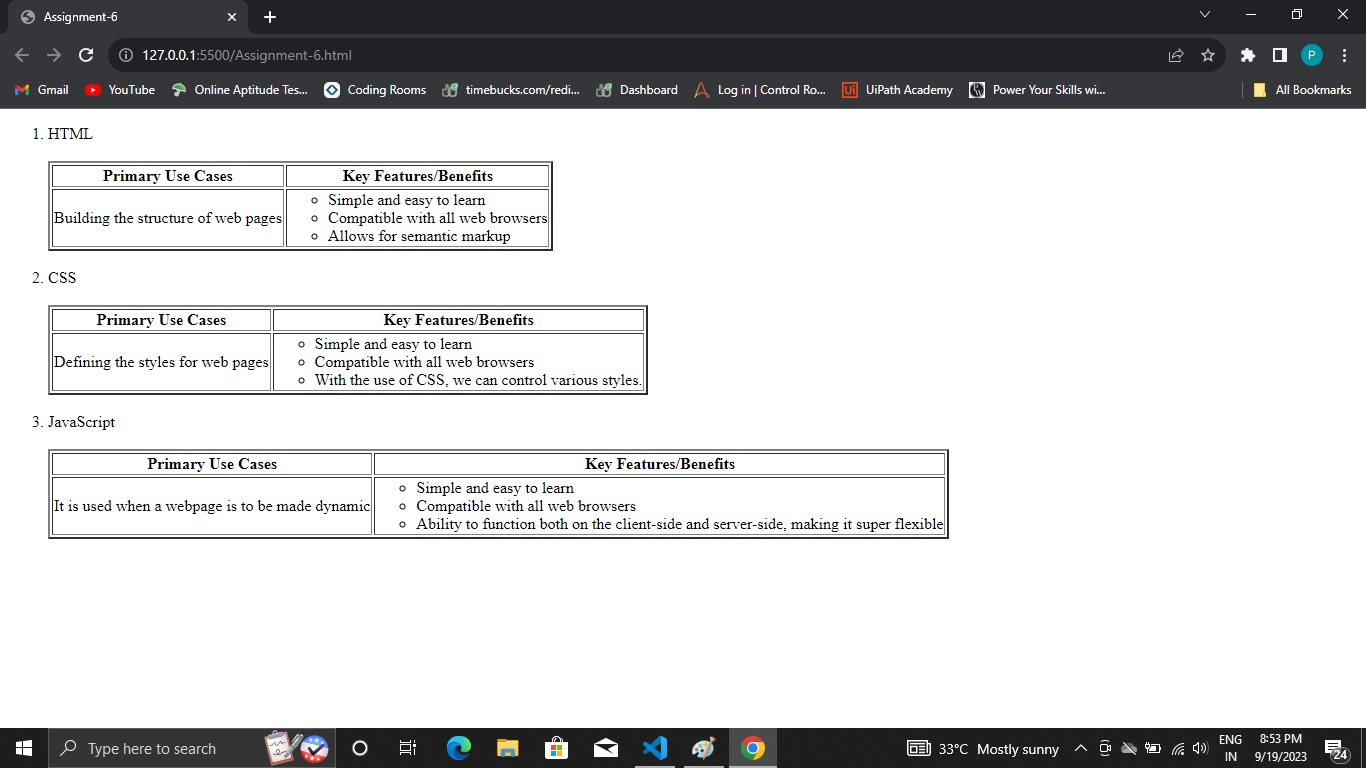 Assignment-6
127.0.0.1:5500/Assignment-6.html
P
Gmail YouTube Online Aptitude Tes... Coding Rooms timebucks.com/redi... Dashboard Log in | Control Ro... Ui UiPath Academy Power Your Skills wi... All Bookmarks
1. HTML
Primary Use Cases Key Features/Benefits
Building the structure of web pages
Simple and easy to learn
Compatible with all web browsers
Allows for semantic markup
2. CSS
Primary Use Cases Key Features/Benefits
Defining the styles for web pages
Simple and easy to learn
Compatible with all web browsers
With the use of CSS, we can control various styles.
3. JavaScript
Primary Use Cases Key Features/Benefits
It is used when a webpage is to be made dynamic
Simple and easy to learn
Compatible with all web browsers
Ability to function both on the client-side and server-side, making it super flexible
Type here to search
33°C Mostly sunny
ENG
IN
8:53 PM
9/19/2023
24